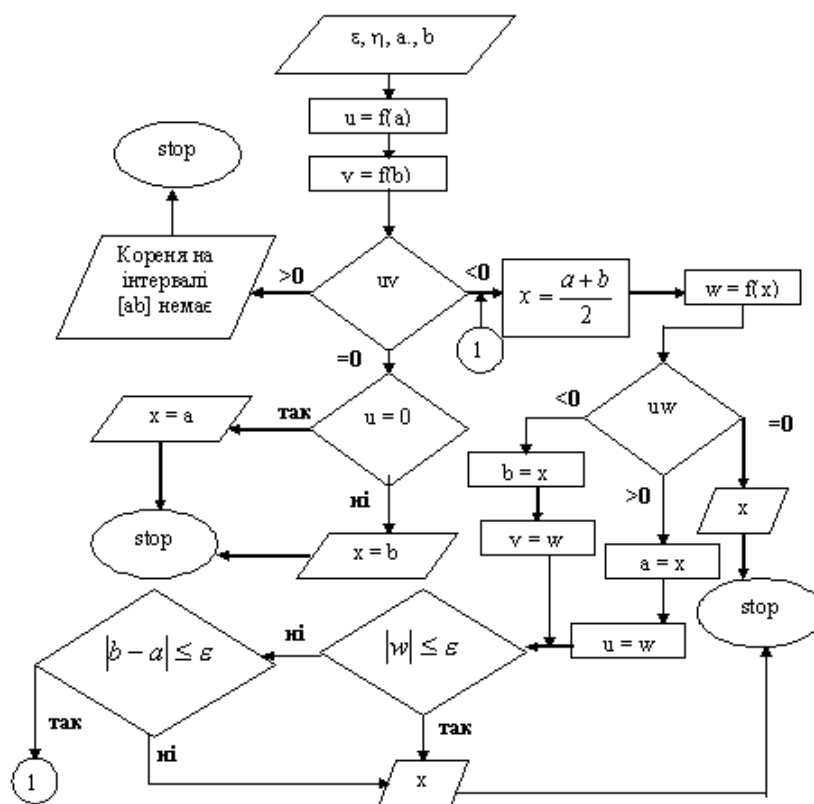 ε, η, a., b
u = f(a)
v = f(b)
stop
Кореня на
інтервалі
[ab] немає
>0
uv
<0
x = a + b / 2
w = f(x)
1
=0
u = 0
так
x = a
ні
x = b
stop
uw
<0
=0
>0
b = x
v = w
a = x
u = w
x
stop
|w| ≤ ε
ні
так
|b − a| ≤ ε
так
ні
1
x